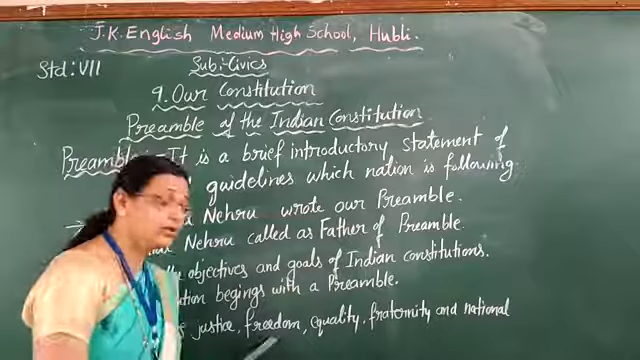 J.K. English Medium High School, Hubli.
Std: VII
Sub:- Civics
9. Our Constitution
Preamble of the Indian Constitution
Preamble :- It is a brief introductory statement of
guidelines which nation is following.
→ Nehru wrote our Preamble.
Nehru called as Father of Preamble.
objectives and goals of Indian constitutions.
begings with a Preamble.
justice, freedom, equality, fraternity and national